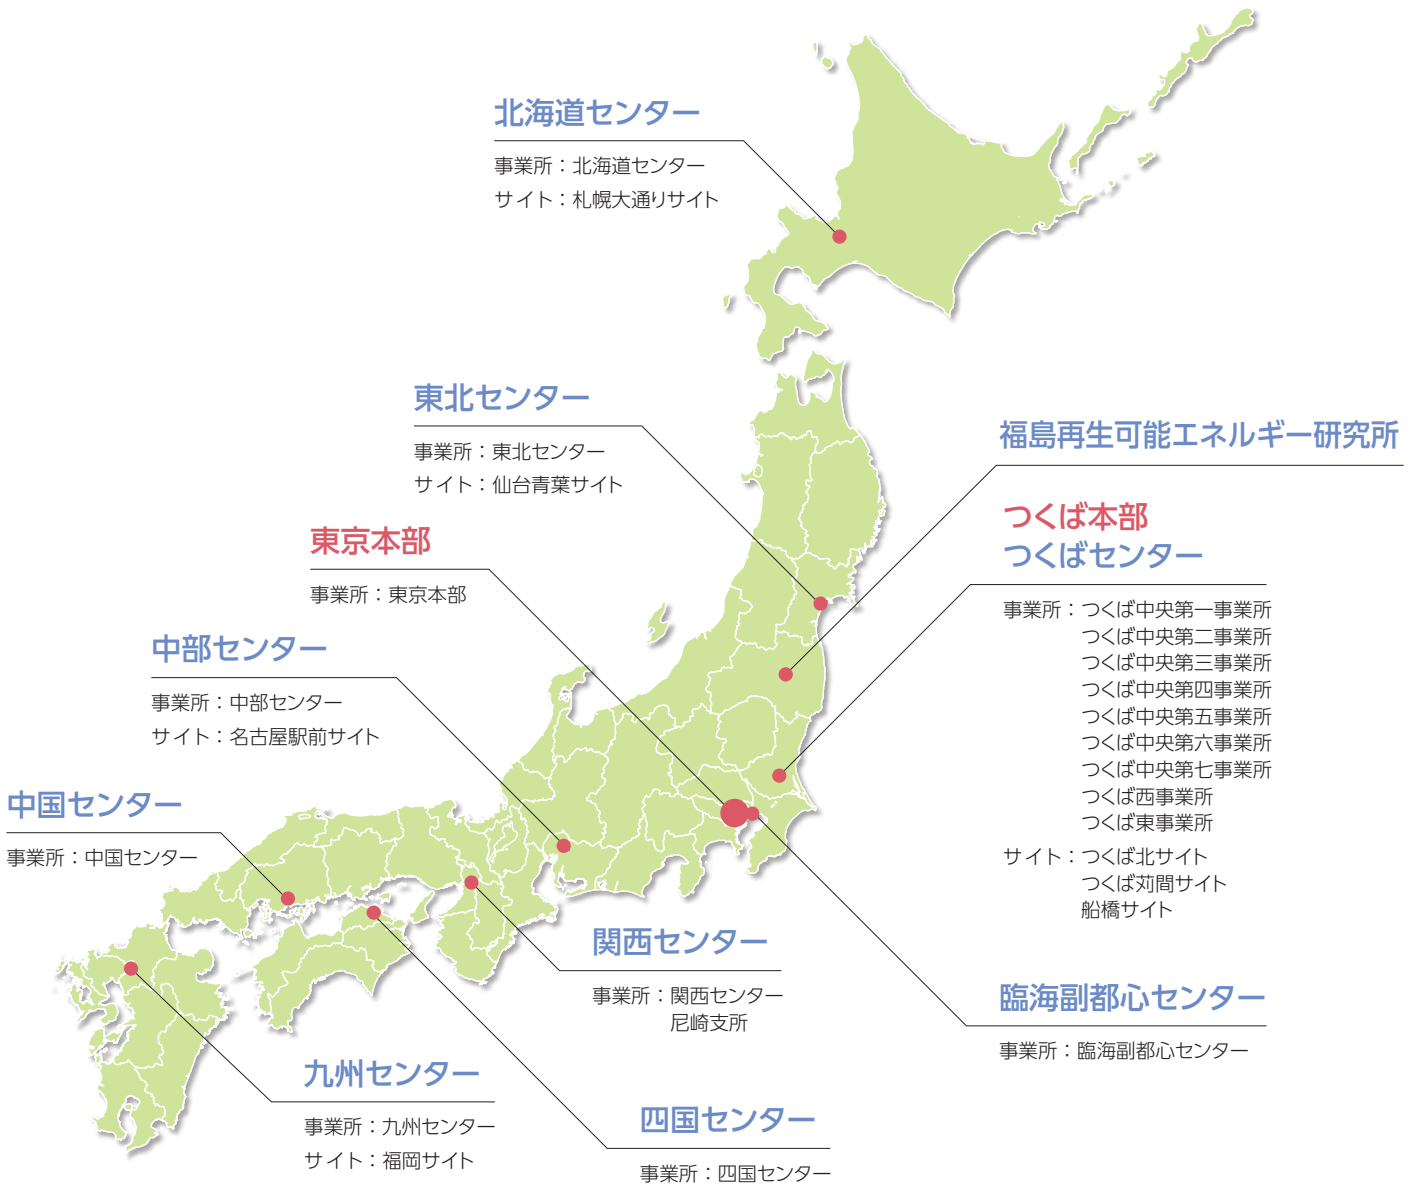 北海道センター
事業所：北海道センター
サイト：札幌大通りサイト
東北センター
事業所：東北センター
サイト：仙台青葉サイト
福島再生可能エネルギー研究所
東京本部
事業所：東京本部
つくば本部
つくばセンター
事業所：つくば中央第一事業所
つくば中央第二事業所
つくば中央第三事業所
つくば中央第四事業所
つくば中央第五事業所
つくば中央第六事業所
つくば中央第七事業所
つくば西事業所
つくば東事業所
サイト：つくば北サイト
つくば苅間サイト
船橋サイト
中部センター
事業所：中部センター
サイト：名古屋駅前サイト
中国センター
事業所：中国センター
関西センター
事業所：関西センター
尼崎支所
臨海副都心センター
事業所：臨海副都心センター
九州センター
事業所：九州センター
サイト：福岡サイト
四国センター
事業所：四国センター